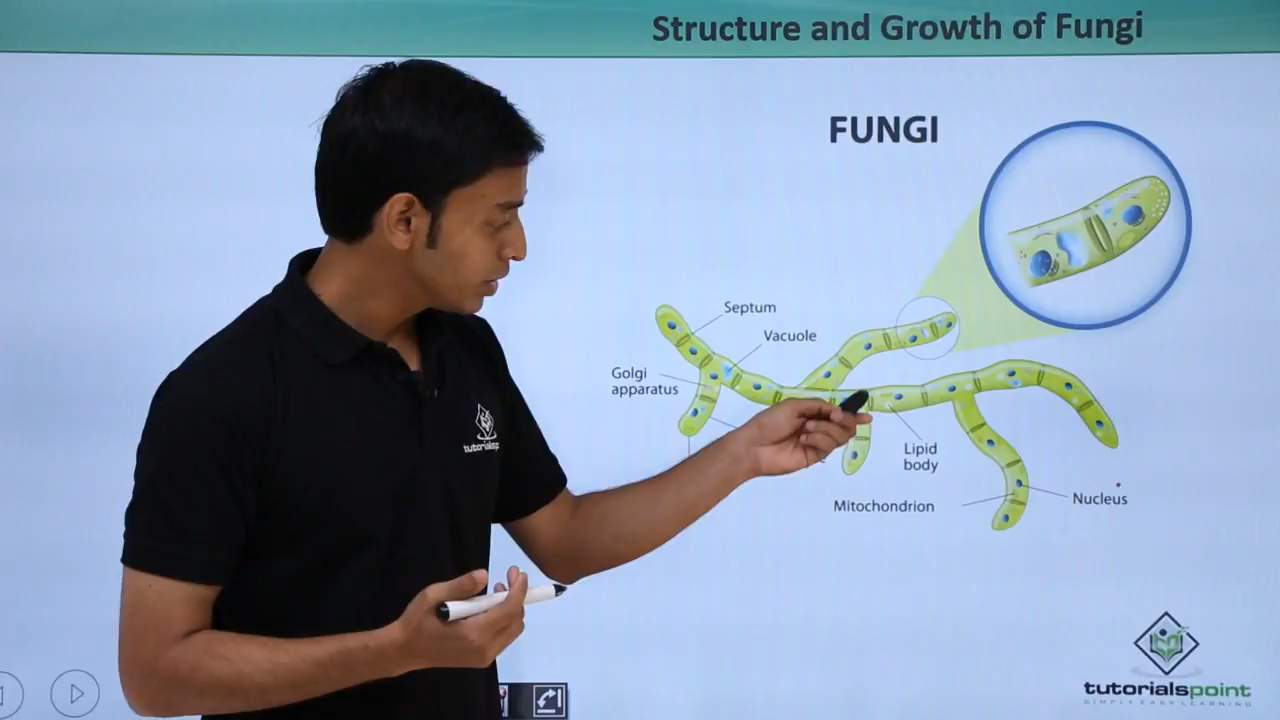 Structure and Growth of Fungi
FUNGI
Septum
Vacuole
Golgi
apparatus
Lipid
body
Mitochondrion
Nucleus
tutorialspoint
SIMPLY EASY LEARNING